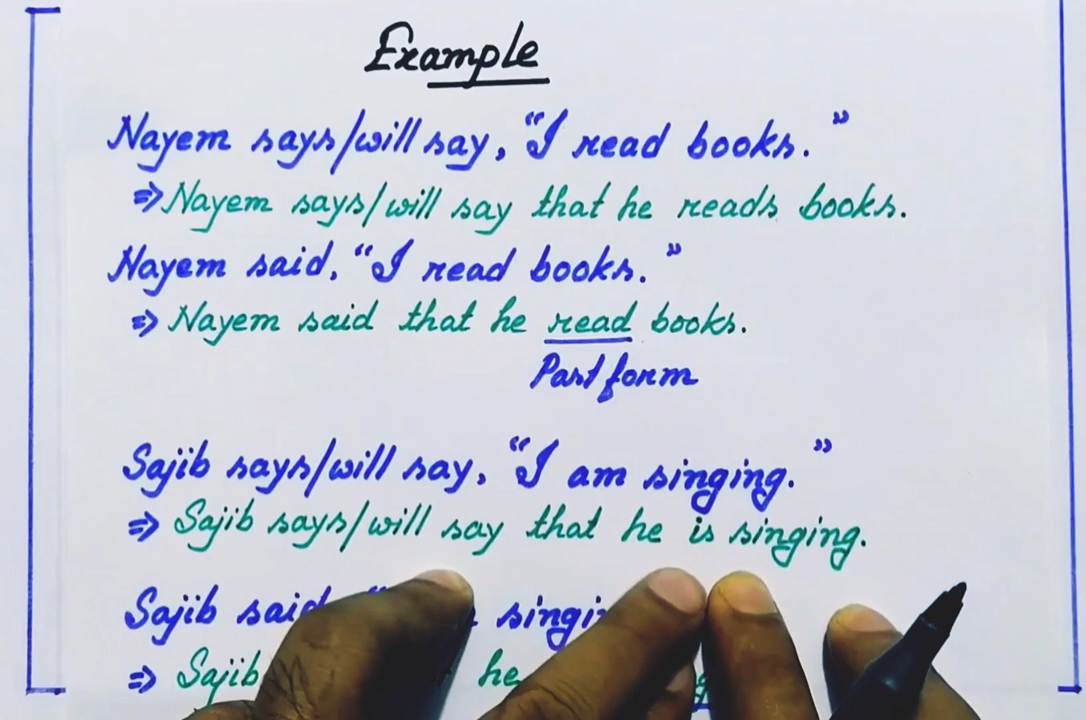 Example
Nayem says/will say, "I read books."
⇒ Nayem says/will say that he reads books.
Nayem said, "I read books."
⇒ Nayem said that he read books.
Past form
Sajib says/will say, "I am singing."
⇒ Sajib says/will say that he is singing.
Sajib said
⇒ Sajib he